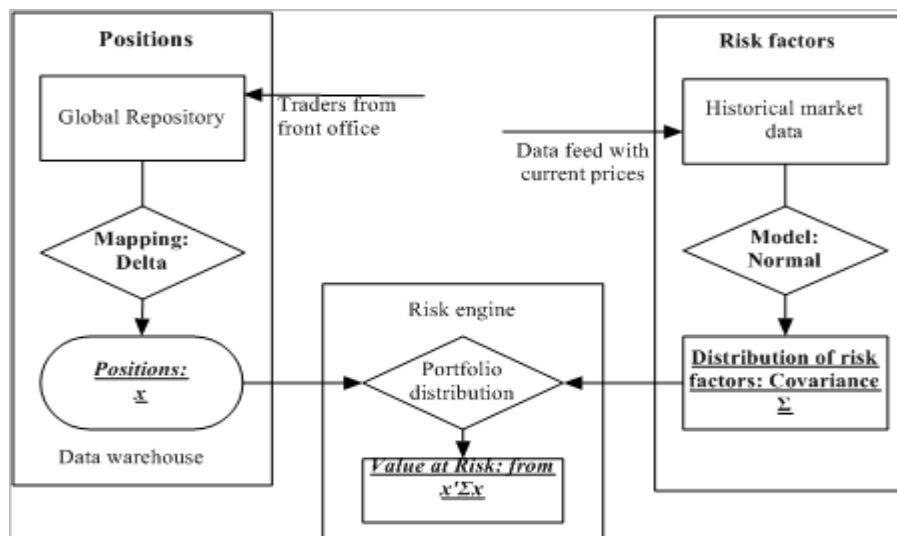 Positions
Global Repository
Traders from
front office
Mapping:
Delta
Positions:
x
Data warehouse
Risk engine
Portfolio
distribution
Value at Risk: from
x'Σx
Risk factors
Historical market
data
Data feed with
current prices
Model:
Normal
Distribution of risk
factors: Covariance
Σ